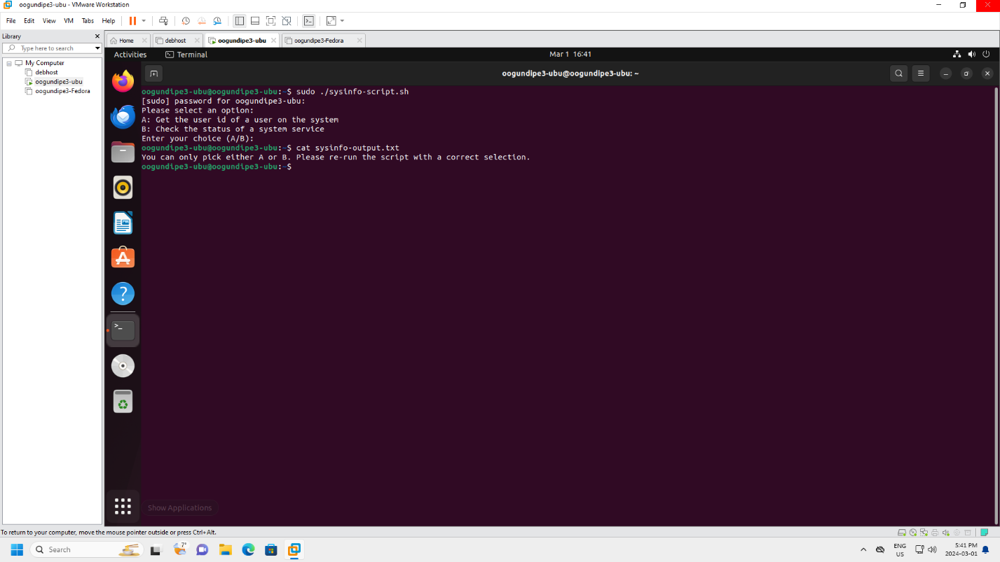 oogundipe3-ubu - VMware Workstation
File Edit View VM Tabs Help
Library
Type here to search
My Computer
debhost
oogundipe3-ubu
oogundipe3-Fedora
Home debhost oogundipe3-ubu oogundipe3-Fedora
Activities Terminal Mar 1 16:41
oogundipe3-ubu@oogundipe3-ubu: ~
oogundipe3-ubu@oogundipe3-ubu:~$ sudo ./sysinfo-script.sh
[sudo] password for oogundipe3-ubu:
Please select an option:
A: Get the user id of a user on the system
B: Check the status of a system service
Enter your choice (A/B):
oogundipe3-ubu@oogundipe3-ubu:~$ cat sysinfo-output.txt
You can only pick either A or B. Please re-run the script with a correct selection.
oogundipe3-ubu@oogundipe3-ubu:~$
Show Applications
To return to your computer, move the mouse pointer outside or press Ctrl+Alt.
Search
7°
ENG
US
5:41 PM
2024-03-01